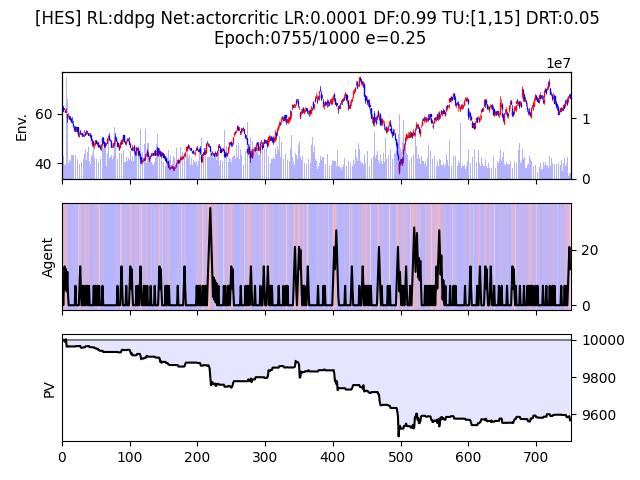 [HES] RL:ddpg Net:actorcritic LR:0.0001 DF:0.99 TU:[1,15] DRT:0.05
Epoch:0755/1000 e=0.25
1e7
Env.
60
40
1
0
Agent
20
0
PV
10000
9800
9600
0 100 200 300 400 500 600 700